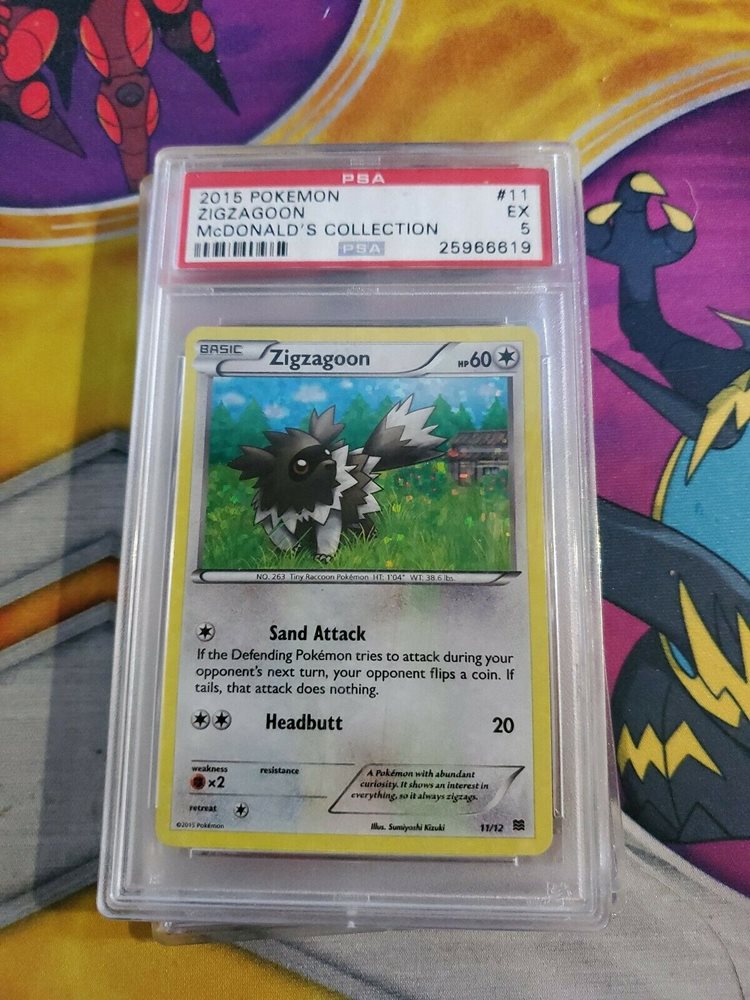 PSA
2015 POKEMON #11
ZIGZAGOON EX
McDONALD'S COLLECTION 5
PSA 25966619
BASIC Zigzagoon HP60
NO. 263 Tiny Raccoon Pokémon HT: 1'04" WT: 38.6 lbs.
Sand Attack
If the Defending Pokémon tries to attack during your
opponent's next turn, your opponent flips a coin. If
tails, that attack does nothing.
Headbutt 20
weakness resistance
×2
A Pokémon with abundant
curiosity. It shows an interest in
everything, so it always zigzags.
retreat
©2015 Pokémon Illus. Sumiyoshi Kizuki 11/12